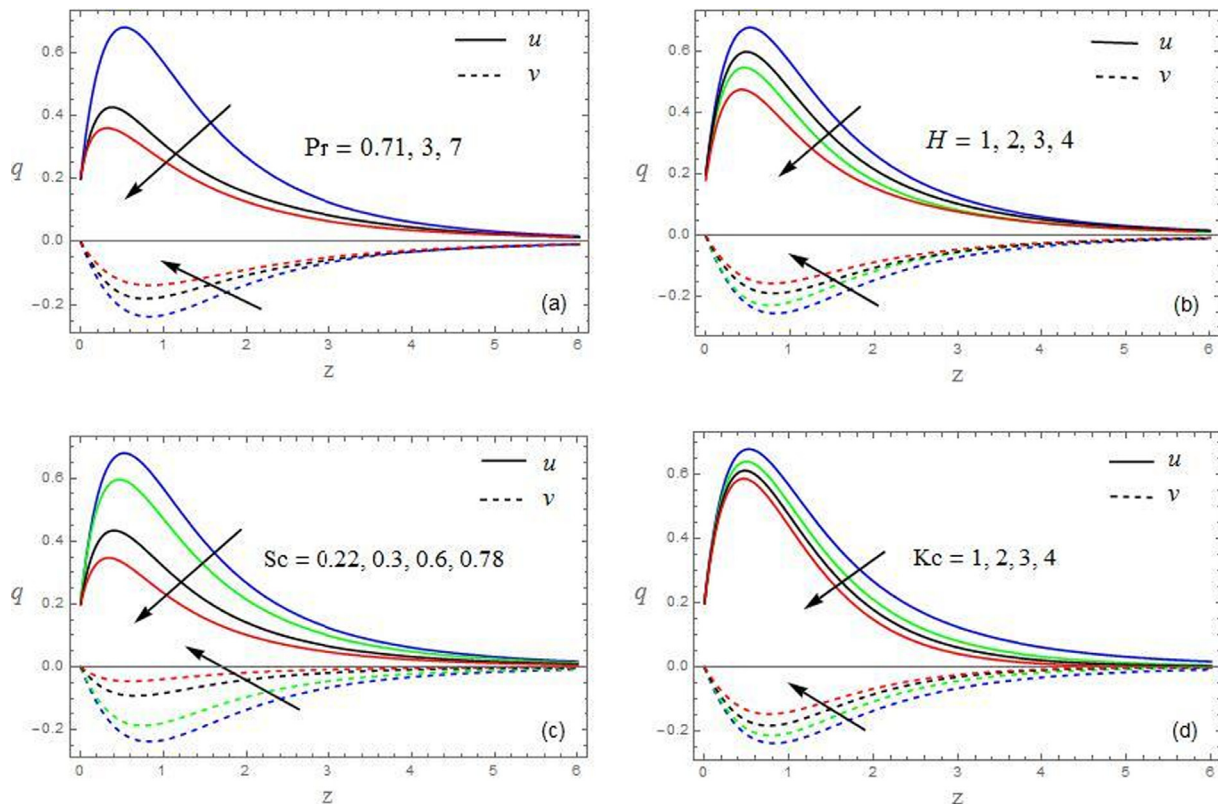 u
v
0.6
0.4
q
Pr = 0.71, 3, 7
0.2
0.0
−0.2
(a)
0 1 2 3 4 5 6
z
u
v
0.6
0.4
q
H = 1, 2, 3, 4
0.2
0.0
−0.2
(b)
0 1 2 3 4 5 6
z
u
v
0.6
0.4
q
Sc = 0.22, 0.3, 0.6, 0.78
0.2
0.0
−0.2
(c)
0 1 2 3 4 5 6
z
u
v
0.6
0.4
q
Kc = 1, 2, 3, 4
0.2
0.0
−0.2
(d)
0 1 2 3 4 5 6
z